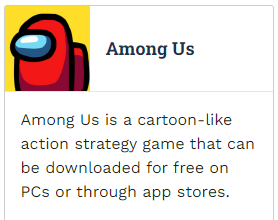 Among Us
Among Us is a cartoon-like
action strategy game that can
be downloaded for free on
PCs or through app stores.